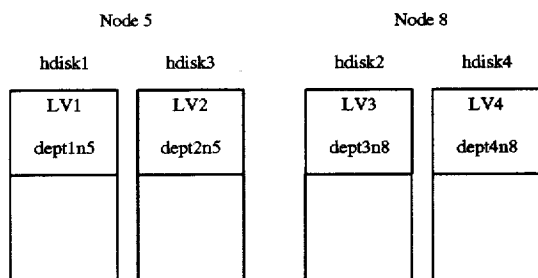 Node 5
Node 8
hdisk1
hdisk3
hdisk2
hdisk4
LV1
LV2
LV3
LV4
dept1n5
dept2n5
dept3n8
dept4n8